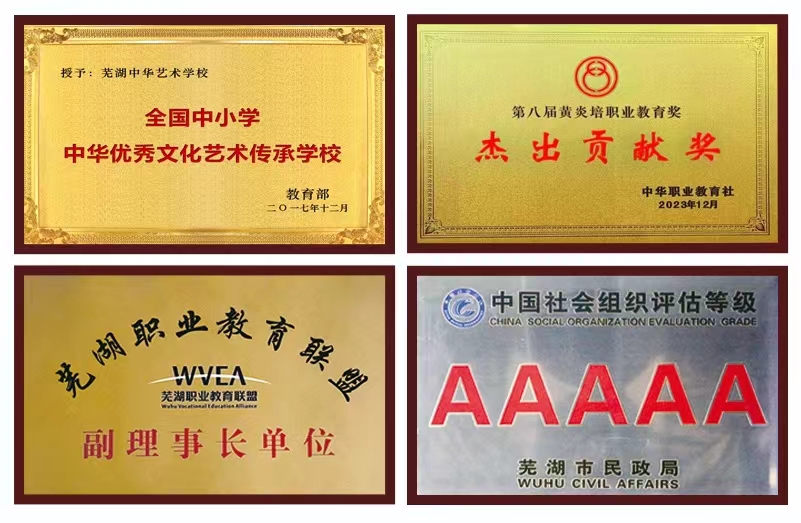 授予：芜湖中华艺术学校
全国中小学
中华优秀文化艺术传承学校
教育部
二〇一七年十二月
第八届黄炎培职业教育奖
杰出贡献奖
中华职业教育社
2023年12月
芜湖职业教育联盟
WVEA
芜湖职业教育联盟
Wuhu Vocational Education Alliance
副理事长单位
中国社会组织评估等级
CHINA SOCIAL ORGANIZATION EVALUATION GRADE
AAAAA
芜湖市民政局
WUHU CIVIL AFFAIRS